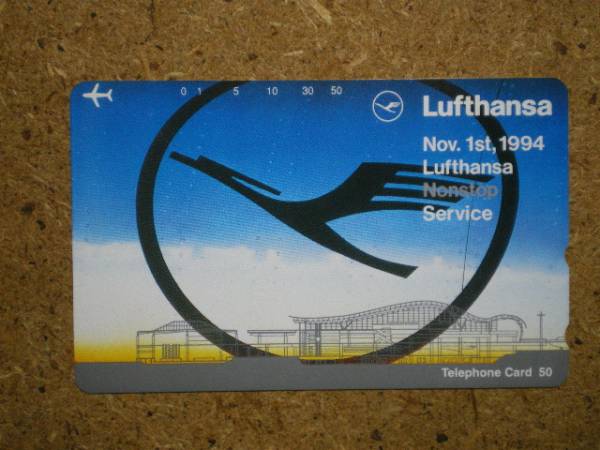 0 1 5 10 30 50
Lufthansa
Nov. 1st, 1994
Lufthansa
Nonstop
Service
Telephone Card 50